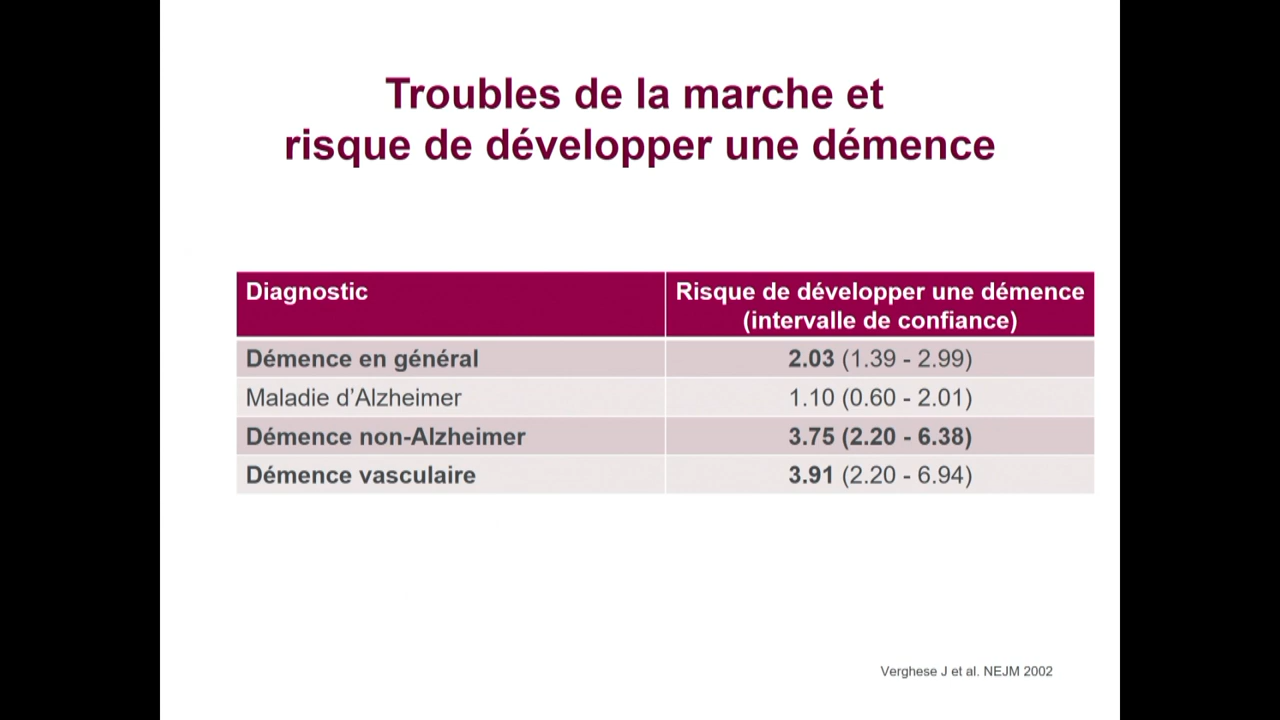 Troubles de la marche et
risque de développer une démence
Diagnostic
Risque de développer une démence
(intervalle de confiance)
Démence en général 2.03 (1.39 - 2.99)
Maladie d’Alzheimer 1.10 (0.60 - 2.01)
Démence non-Alzheimer 3.75 (2.20 - 6.38)
Démence vasculaire 3.91 (2.20 - 6.94)
Verghese J et al. NEJM 2002